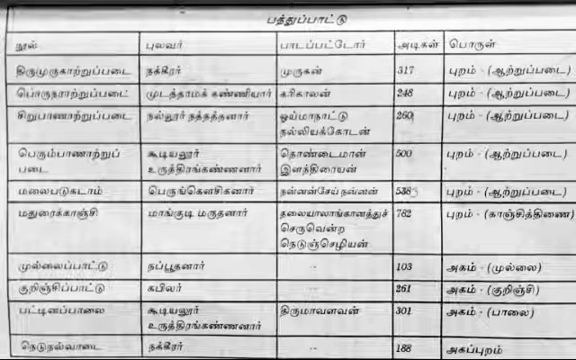 பத்துப்பாட்டு
நூல் புலவர் பாடப்பட்டோர் அடிகள் பொருள்
திருமுருகாற்றுப்படை நக்கீரர் முருகன் 317 புறம் - (ஆற்றுப்படை)
பொருநராற்றுப்படை முடத்தாமக் கண்ணியார் கரிகாலன் 248 புறம் - (ஆற்றுப்படை)
சிறுபாணாற்றுப்படை நல்லூர் நத்தத்தனார் ஓய்மாநாட்டு 260 புறம் - (ஆற்றுப்படை)
நல்லியக்கோடன்
பெரும்பாணாற்றுப் கடியலூர் தொண்டைமான் 500 புறம் - (ஆற்றுப்படை)
படை உருத்திரங்கண்ணனார் இளந்திரையன்
மலைபடுகடாம் பெருங்கௌசிகனார் நன்னன்சேய் நன்னன் 583 புறம் - (ஆற்றுப்படை)
மதுரைக்காஞ்சி மாங்குடி மருதனார் தலையாலங்கானத்துச் 782 புறம் - (காஞ்சித்திணை)
செருவென்ற
நெடுஞ்செழியன்
முல்லைப்பாட்டு நப்பூதனார் -- 103 அகம் - (முல்லை)
குறிஞ்சிப்பாட்டு கபிலர் -- 261 அகம் - (குறிஞ்சி)
பட்டினப்பாலை கடியலூர் திருமாவளவன் 301 அகம் - (பாலை)
உருத்திரங்கண்ணனார்
நெடுநல்வாடை நக்கீரர் -- 188 அகப்புறம்